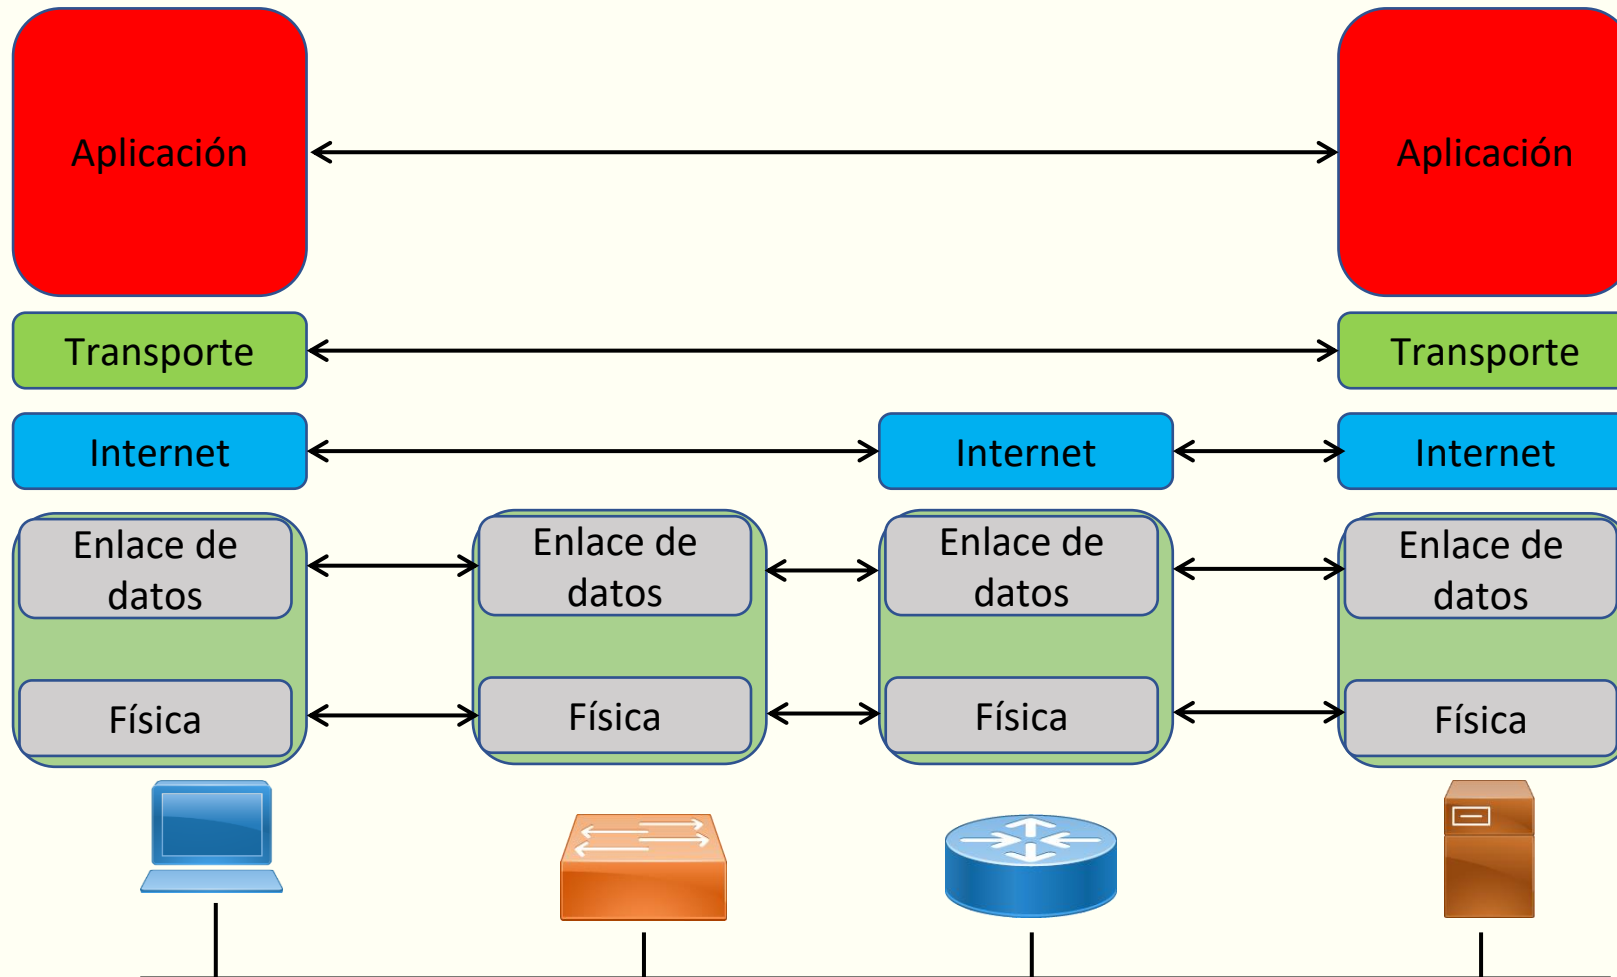 Aplicación
Aplicación
Transporte
Transporte
Internet
Internet
Internet
Enlace de
datos
Enlace de
datos
Enlace de
datos
Enlace de
datos
Física
Física
Física
Física